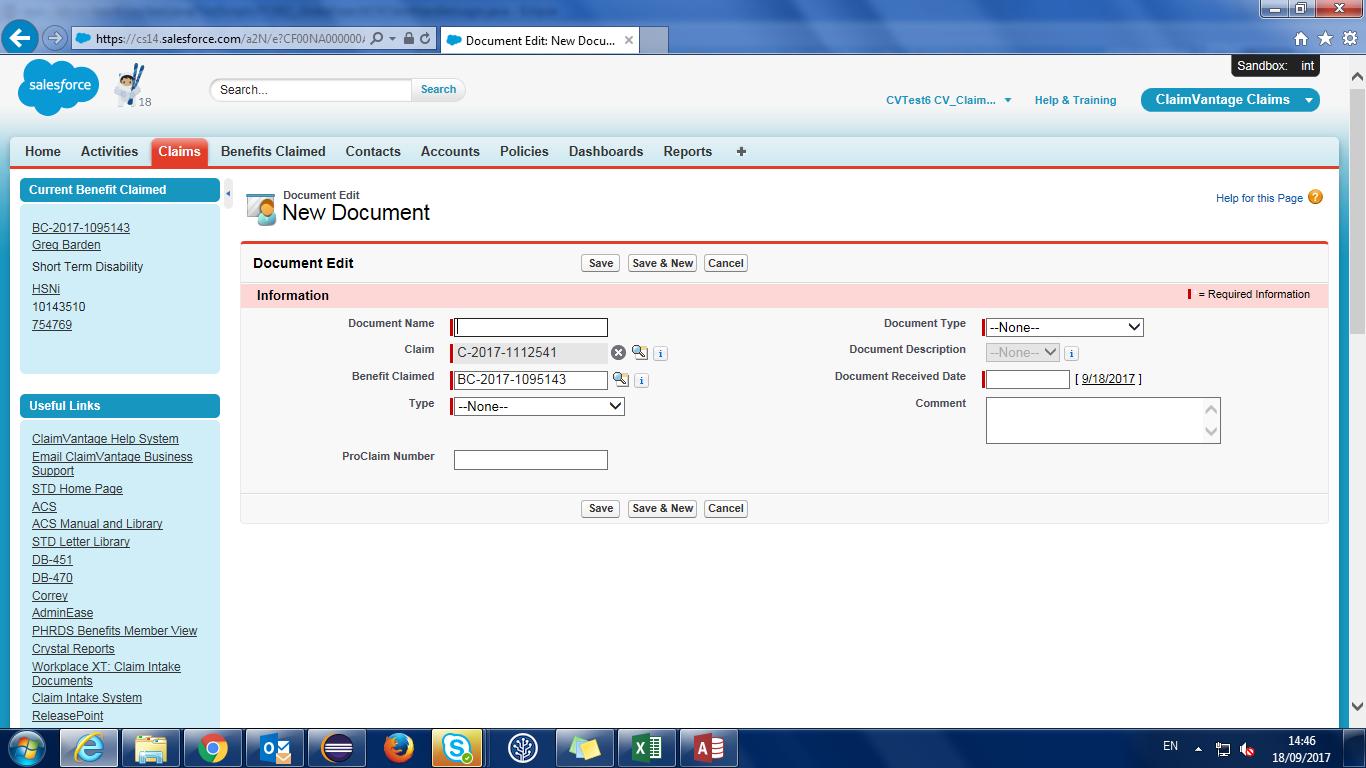 https://cs14.salesforce.com/a2N/e?CF00NA000000
Document Edit: New Docu...
Sandbox: int
salesforce
18
Search...
Search
CVTest6 CV_Claim...
Help & Training
ClaimVantage Claims
Home
Activities
Claims
Benefits Claimed
Contacts
Accounts
Policies
Dashboards
Reports
Current Benefit Claimed
BC-2017-1095143
Greg Barden
Short Term Disability
HSNi
10143510
754769
Useful Links
ClaimVantage Help System
Email ClaimVantage Business
Support
STD Home Page
ACS
ACS Manual and Library
STD Letter Library
DB-451
DB-470
Correy
AdminEase
PHRDS Benefits Member View
Crystal Reports
Workplace XT: Claim Intake
Documents
Claim Intake System
ReleasePoint
Document Edit
New Document
Help for this Page
Document Edit
Save
Save & New
Cancel
Information
= Required Information
Document Name
Claim
C-2017-1112541
Benefit Claimed
BC-2017-1095143
Type
--None--
ProClaim Number
Document Type
--None--
Document Description
--None--
Document Received Date
[ 9/18/2017 ]
Comment
Save
Save & New
Cancel
EN
14:46
18/09/2017